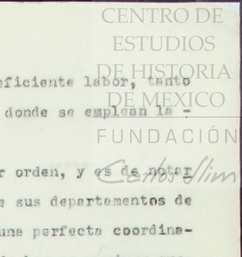 CENTRO DE
ESTUDIOS
DE HISTORIA
DE MEXICO
FUNDACIÓN
Carlos Slim
eficiente labor, tanto
donde se emplean la -
r orden, y es de notar
e sus departamentos de
una perfecta coordina-